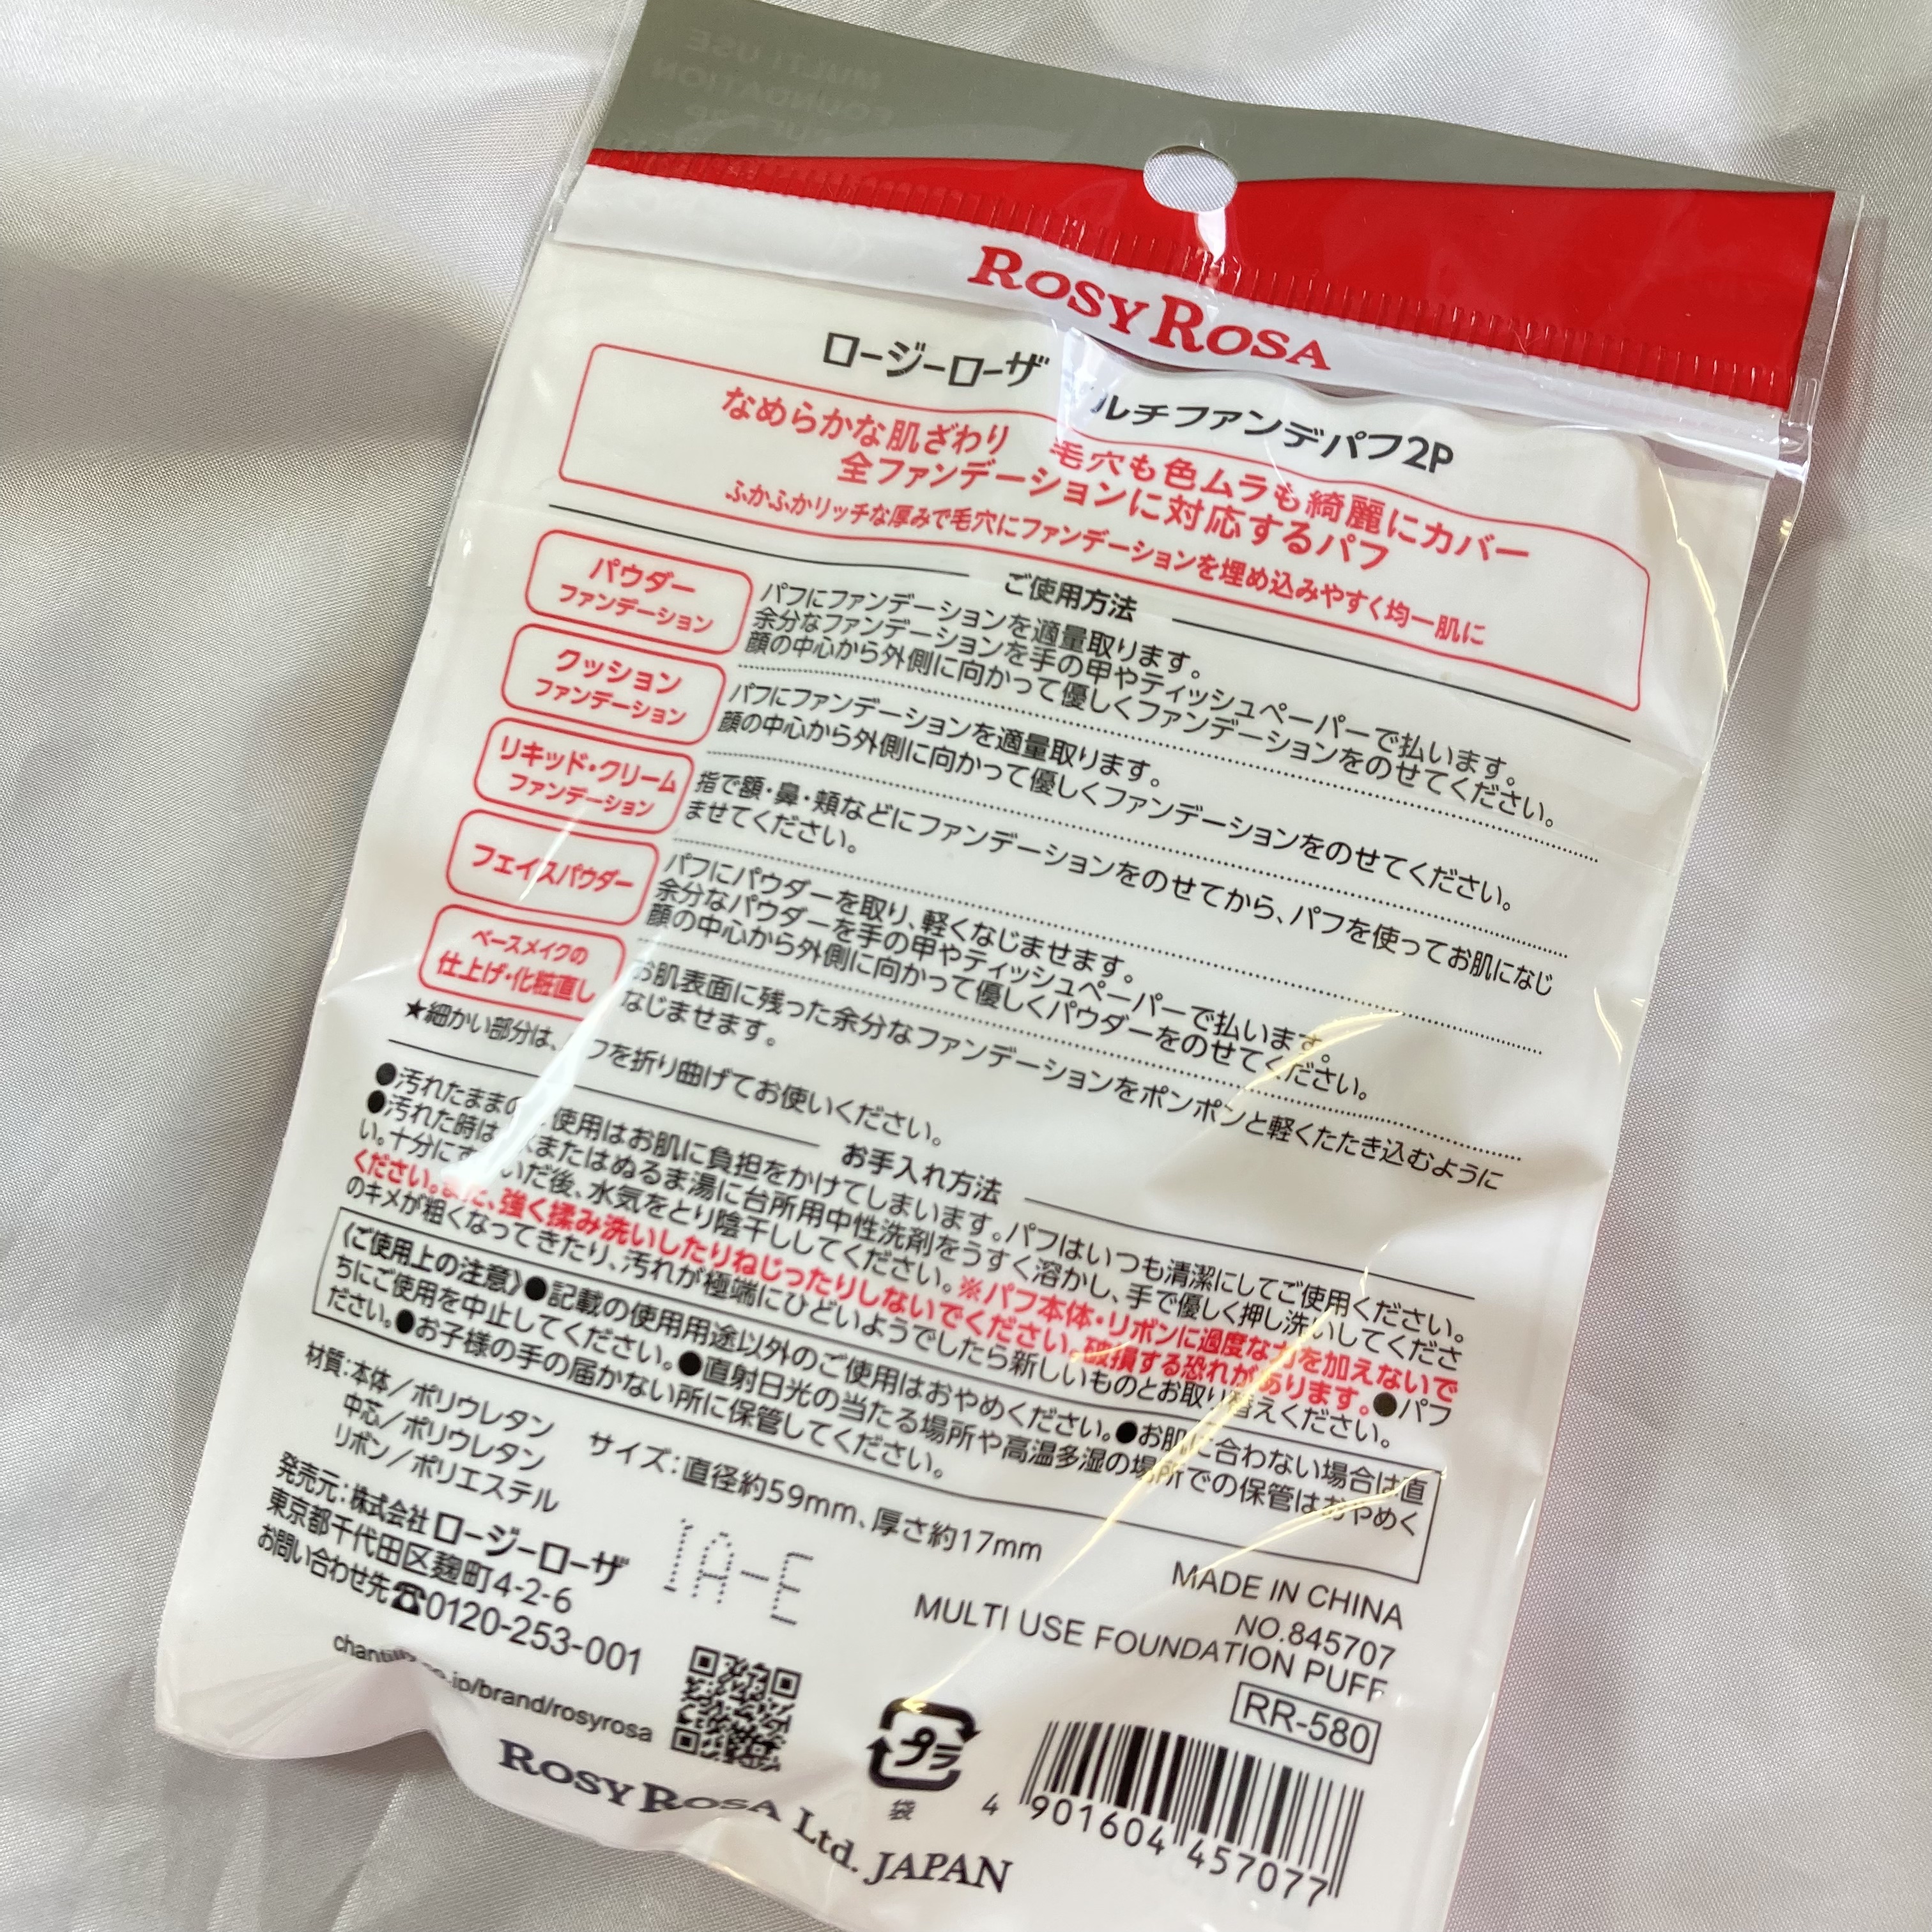 MULTI USE
FOUNDATION
ROSY ROSA
ロージーローザ ルチファンデパフ2P
なめらかな肌ざわり 毛穴も色ムラも綺麗にカバー
全ファンデーションに対応するパフ
ふかふかリッチな厚みで毛穴にファンデーションを埋め込みやすく均一肌に
ご使用方法
パウダー
ファンデーション
パフにファンデーションを適量取ります。
余分なファンデーションを手の甲やティッシュペーパーで払います。
顔の中心から外側に向かって優しくファンデーションをのせてください。
クッション
ファンデーション
パフにファンデーションを適量取ります。
顔の中心から外側に向かって優しくファンデーションをのせてください。
リキッド・クリーム
ファンデーション
指で額・鼻・頬などにファンデーションをのせてから、パフを使ってお肌になじ
ませてください。
フェイスパウダー
パフにパウダーを取り、軽くなじませます。
余分なパウダーを手の甲やティッシュペーパーで払います。
顔の中心から外側に向かって優しくパウダーをのせてください。
ベースメイクの
仕上げ・化粧直し
お肌表面に残った余分なファンデーションをポンポンと軽くたたき込むように
なじませます。
★細かい部分は、 フを折り曲げてお使いください。
お手入れ方法
●汚れたままの 使用はお肌に負担をかけてしまいます。パフはいつも清潔にしてご使用ください。
●汚れた時は 水またはぬるま湯に台所用中性洗剤をうすく溶かし、手で優しく押し洗いしてくださ
い。十分にすすいだ後、水気をとり陰干ししてください。※パフ本体・リボンに過度な力を加えないで
ください。また、強く揉み洗いしたりねじったりしないでください。破損する恐れがあります。●パフ
のキメが粗くなってきたり、汚れが極端にひどいようでしたら新しいものとお取り替えください。
《ご使用上の注意》●記載の使用用途以外のご使用はおやめください。●お肌に合わない場合は直
ちにご使用を中止してください。●直射日光の当たる場所や高温多湿の場所での保管はおやめく
ださい。●お子様の手の届かない所に保管してください。
材質：本体／ポリウレタン
中芯／ポリウレタン
リボン／ポリエステル
サイズ：直径約59mm、厚さ約17mm
発売元：株式会社ロージーローザ
東京都千代田区麹町4-2-6
お問い合わせ先☎0120-253-001
1A-E
chantilly.co.jp/brand/rosyrosa
MADE IN CHINA
NO.845707
MULTI USE FOUNDATION PUFF
RR-580
プラ
袋
4 901604 457077
ROSY ROSA Ltd. JAPAN